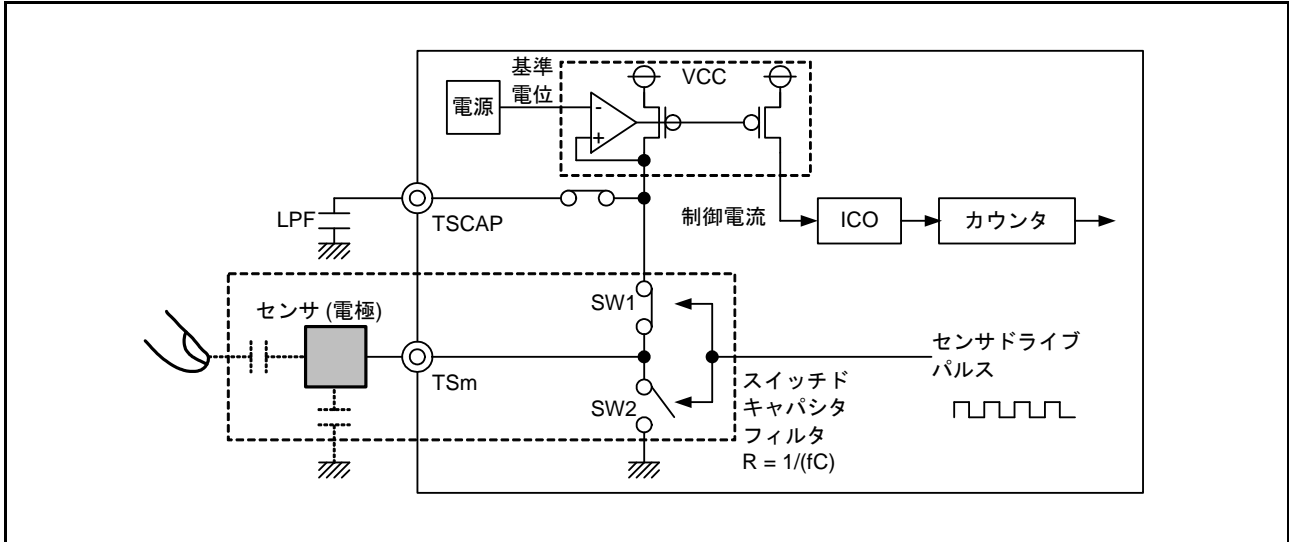 基準
電位
VCC
電源
-
+
LPF
TSCAP
制御電流
ICO
カウンタ
SW1
センサ (電極)
センサドライブ
パルス
TSm
SW2
スイッチド
キャパシタ
フィルタ
R = 1/(fC)